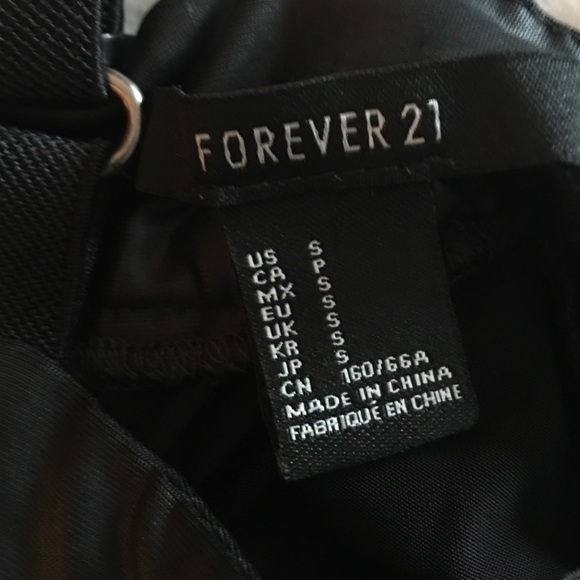 FOREVER 21
US S
CA P
MX S
EU S
UK S
KR S
JP S
CN 160/66A
MADE IN CHINA
FABRIQUÉ EN CHINE